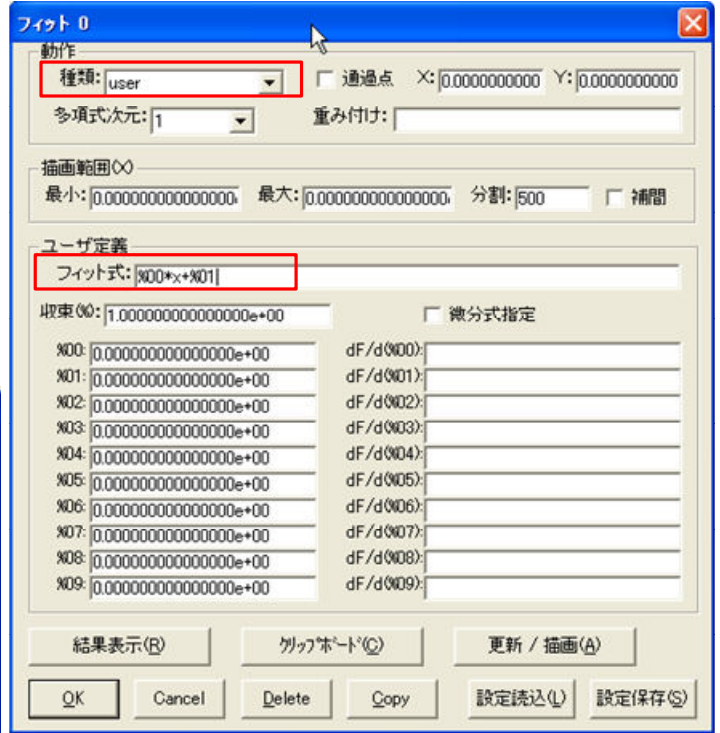 フィット 0
動作
種類: user 通過点 X: 0.0000000000 Y: 0.0000000000
多項式次元: 1 重み付け:
描画範囲(X)
最小: 0.000000000000000 最大: 0.000000000000000 分割: 500 補間
ユーザ定義
フィット式: %00*x+%01
収束(%): 1.000000000000000e+00 微分式指定
%00: 0.000000000000000e+00 dF/d(%00):
%01: 0.000000000000000e+00 dF/d(%01):
%02: 0.000000000000000e+00 dF/d(%02):
%03: 0.000000000000000e+00 dF/d(%03):
%04: 0.000000000000000e+00 dF/d(%04):
%05: 0.000000000000000e+00 dF/d(%05):
%06: 0.000000000000000e+00 dF/d(%06):
%07: 0.000000000000000e+00 dF/d(%07):
%08: 0.000000000000000e+00 dF/d(%08):
%09: 0.000000000000000e+00 dF/d(%09):
結果表示(R) クリップボード(C) 更新 / 描画(A)
OK Cancel Delete Copy 設定読込(L) 設定保存(S)